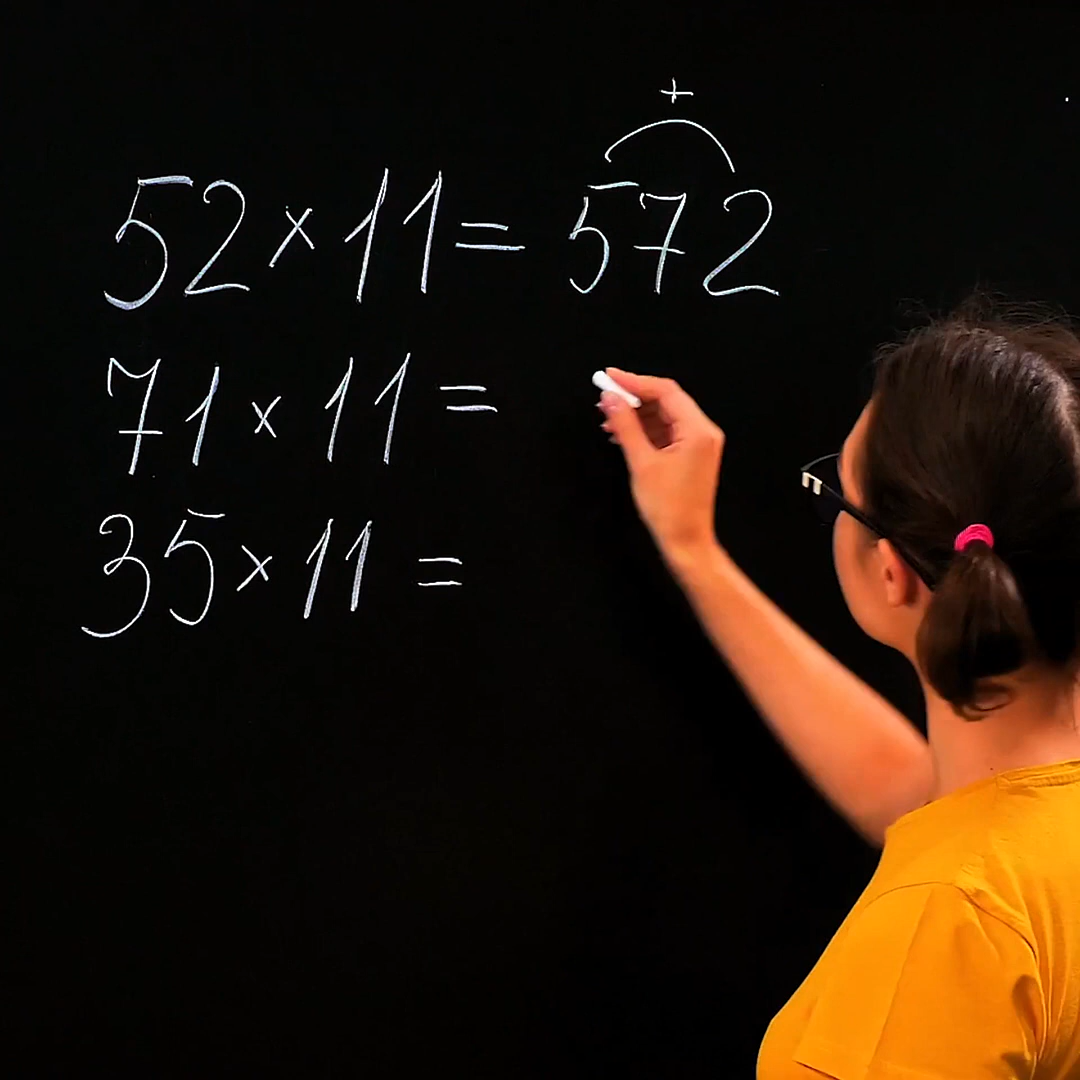 +
52 × 11 = 572
71 × 11 =
35 × 11 =